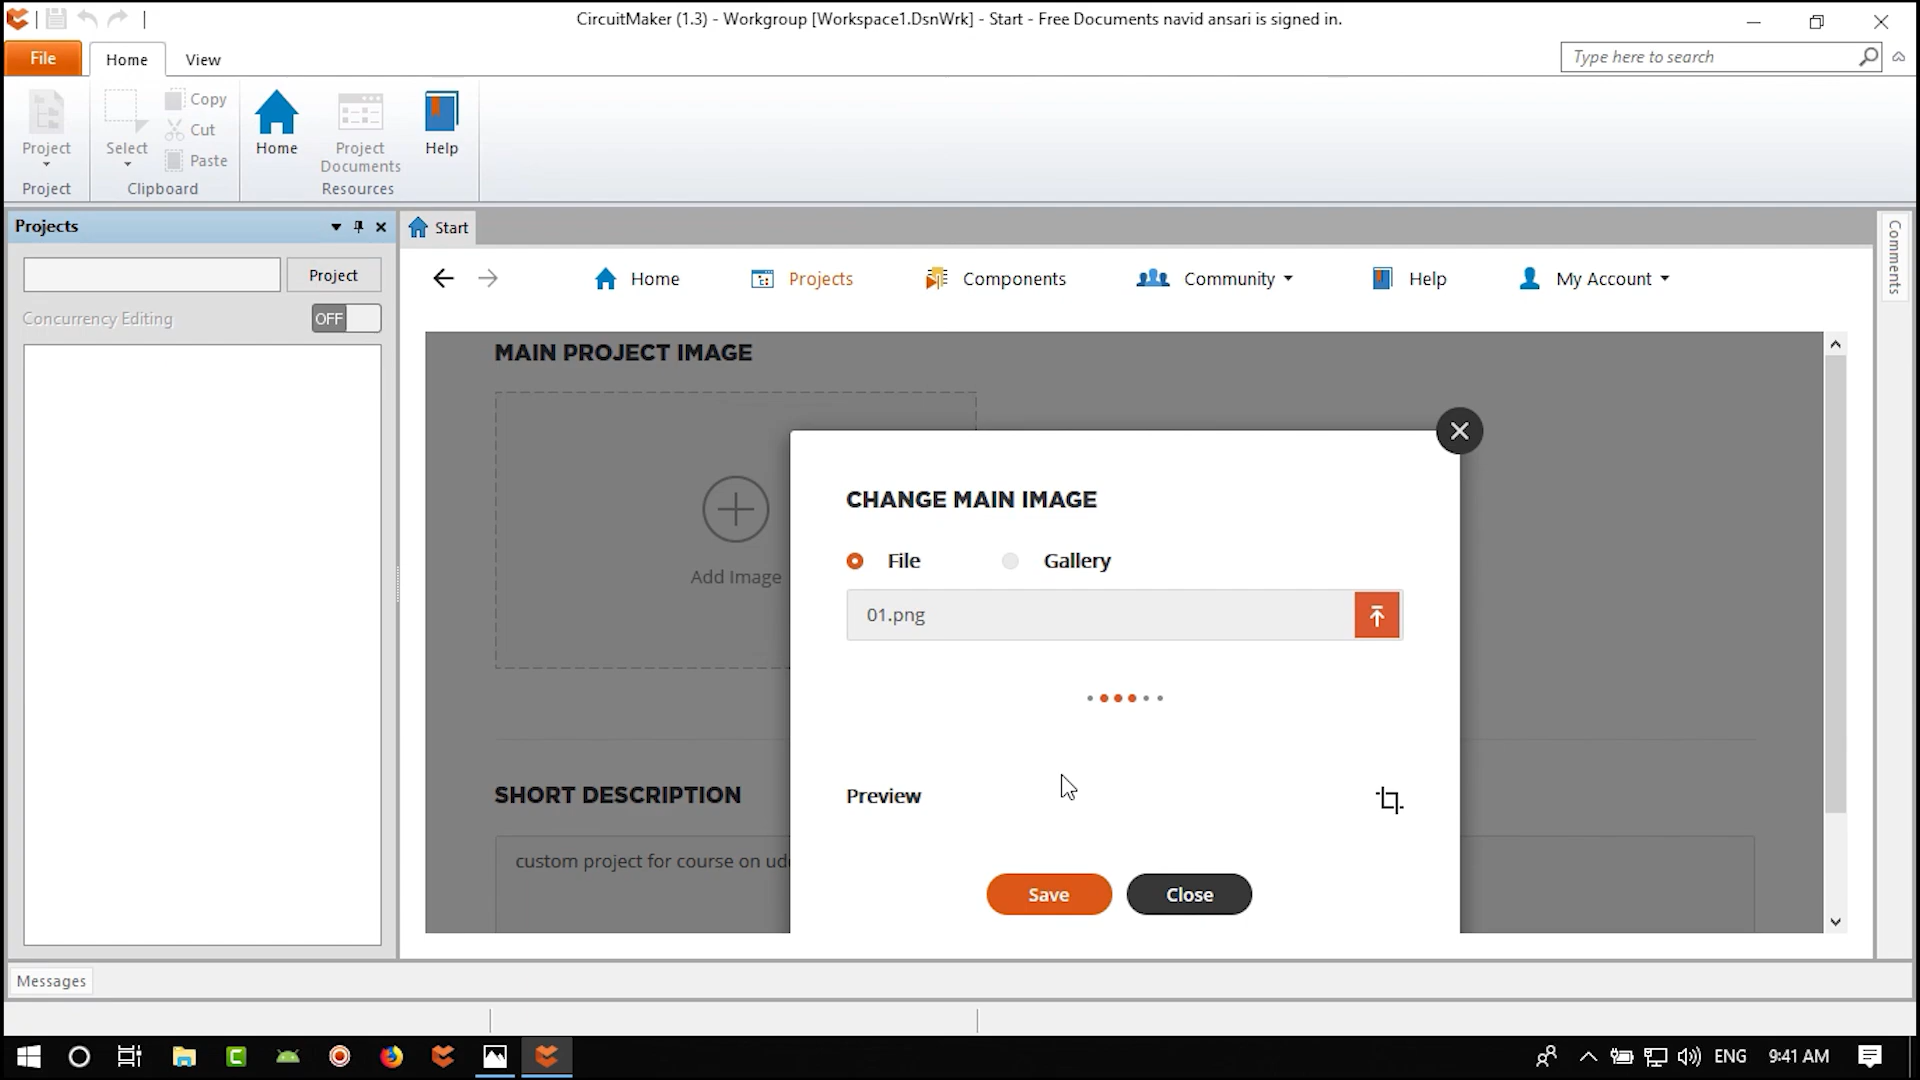 CircuitMaker (1.3) - Workgroup [Workspace1.DsnWrk] - Start - Free Documents navid ansari is signed in.
File
Home
View
Type here to search
Project
Select
Copy
Cut
Paste
Home
Project
Documents
Help
Project
Clipboard
Resources
Projects
Project
Concurrency Editing
OFF
Start
Comments
Home
Projects
Components
Community
Help
My Account
MAIN PROJECT IMAGE
Add Image
CHANGE MAIN IMAGE
File
Gallery
01.png
Preview
Save
Close
SHORT DESCRIPTION
custom project for course on ud
Messages
ENG
9:41 AM